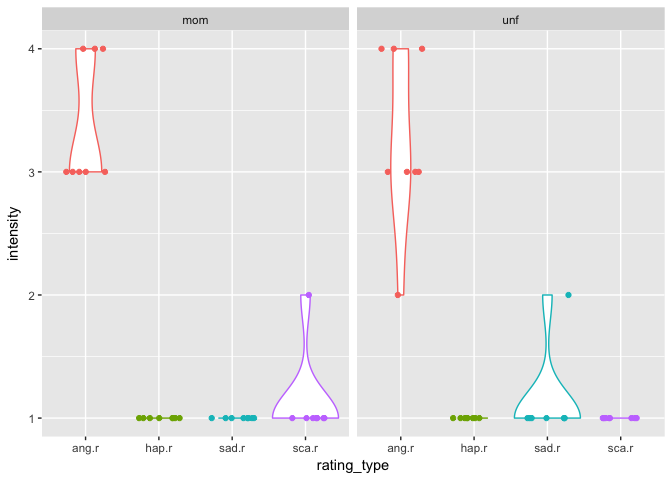 mom unf
4
3
2
1
intensity
ang.r hap.r sad.r sca.r ang.r hap.r sad.r sca.r
rating_type